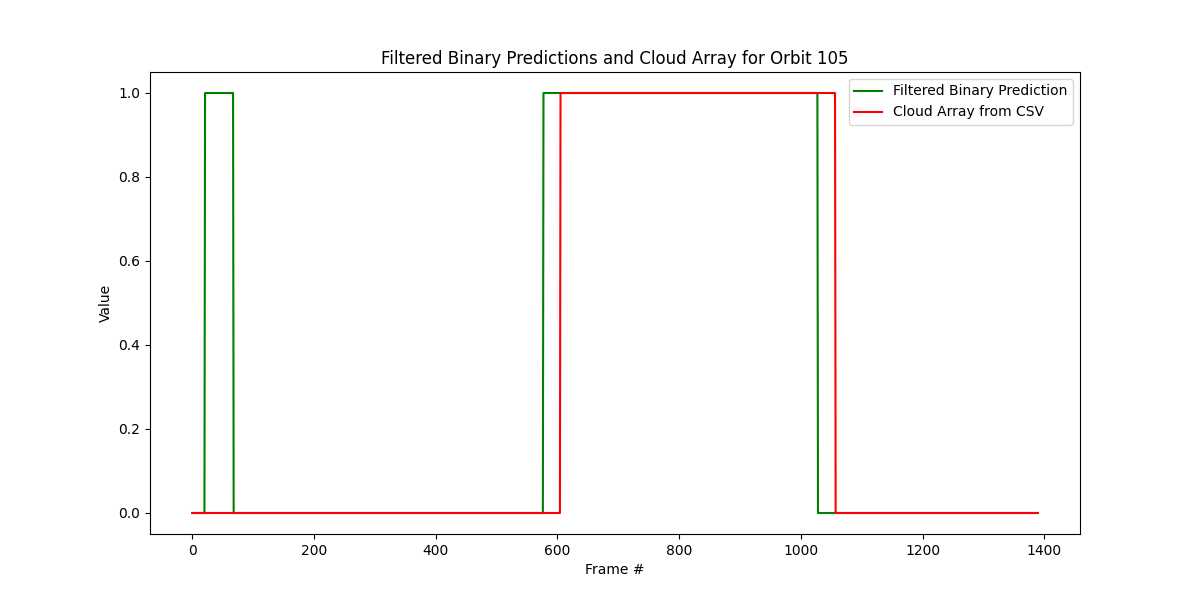 Filtered Binary Predictions and Cloud Array for Orbit 105
Filtered Binary Prediction
Cloud Array from CSV
1.0
0.8
0.6
0.4
0.2
0.0
Value
0 200 400 600 800 1000 1200 1400
Frame #